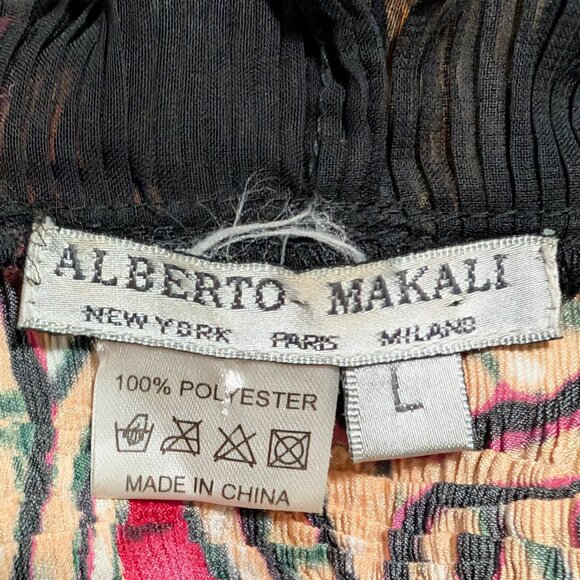 ALBERTO MAKALI
NEW YORK PARIS MILANO
100% POLYESTER
MADE IN CHINA
L